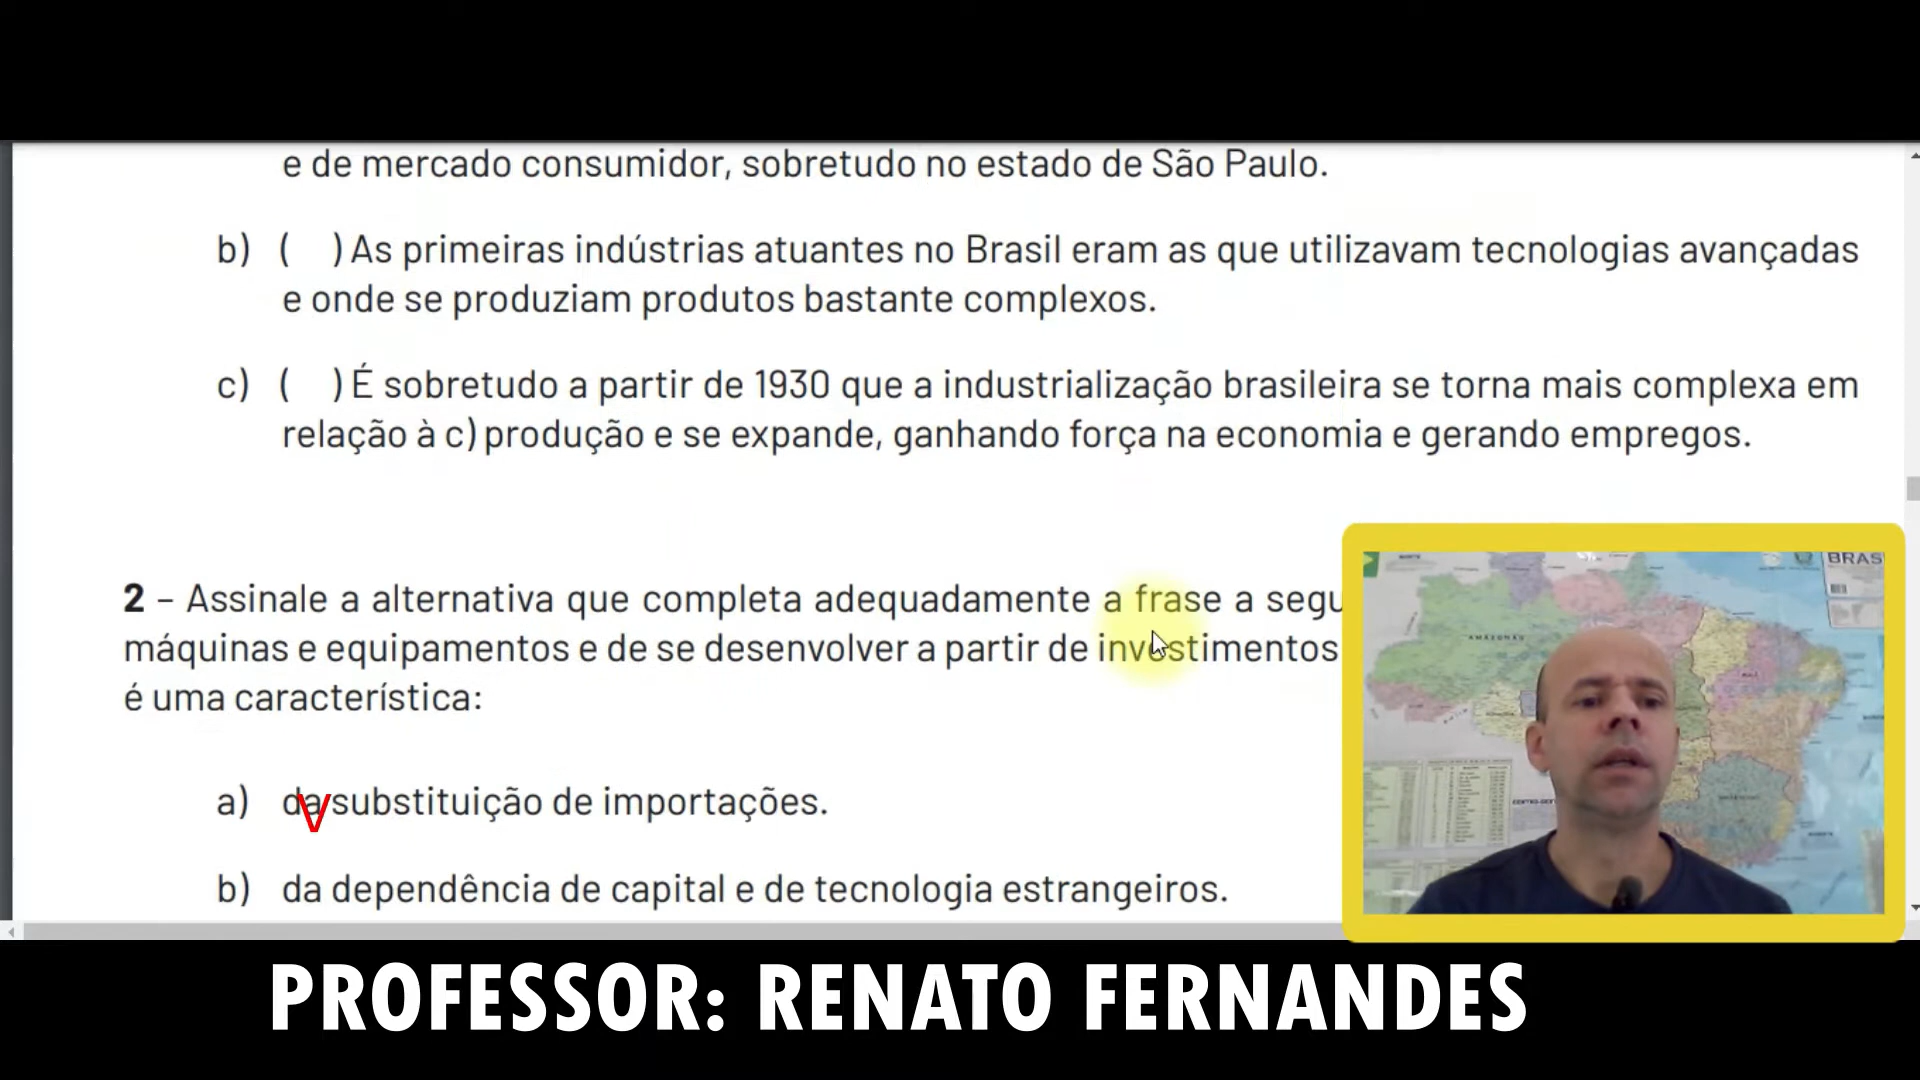 e de mercado consumidor, sobretudo no estado de São Paulo.
b) ( ) As primeiras indústrias atuantes no Brasil eram as que utilizavam tecnologias avançadas
e onde se produziam produtos bastante complexos.
c) ( ) É sobretudo a partir de 1930 que a industrialização brasileira se torna mais complexa em
relação à c) produção e se expande, ganhando força na economia e gerando empregos.
2 – Assinale a alternativa que completa adequadamente a frase a segu
máquinas e equipamentos e de se desenvolver a partir de investimentos
é uma característica:
a) da substituição de importações.
V
b) da dependência de capital e de tecnologia estrangeiros.
BRAS
AMAZONAS
PROFESSOR: RENATO FERNANDES